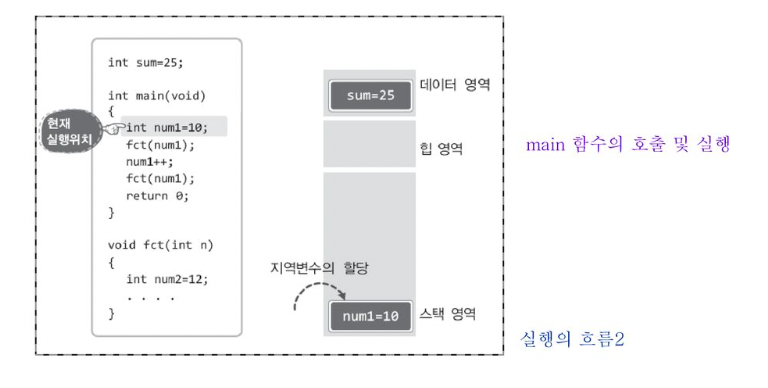 int sum=25;
int main(void)
{
현재
실행위치
int num1=10;
fct(num1);
num1++;
fct(num1);
return 0;
}
void fct(int n)
{
int num2=12;
. . . .
}
sum=25
데이터 영역
힙 영역
지역변수의 할당
num1=10
스택 영역
main 함수의 호출 및 실행
실행의 흐름2